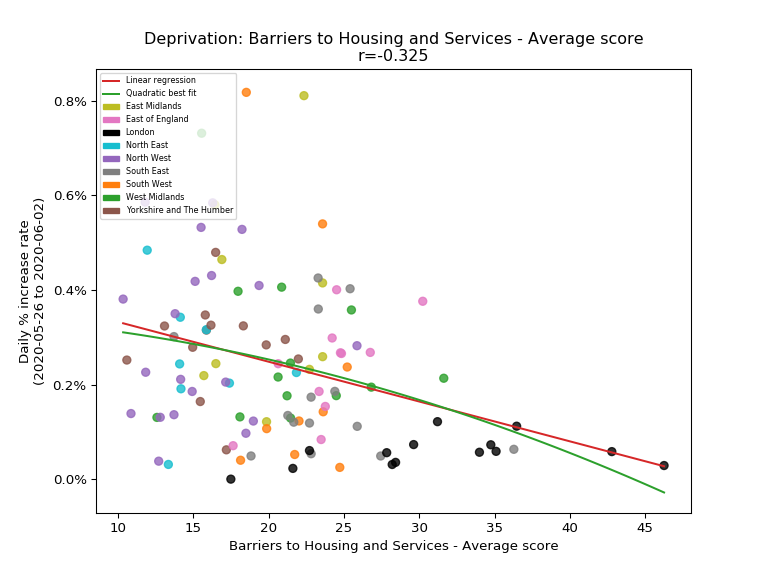 Deprivation: Barriers to Housing and Services - Average score
r=-0.325
Daily % increase rate
(2020-05-26 to 2020-06-02)
0.8%
0.6%
0.4%
0.2%
0.0%
Linear regression
Quadratic best fit
East Midlands
East of England
London
North East
North West
South East
South West
West Midlands
Yorkshire and The Humber
10 15 20 25 30 35 40 45
Barriers to Housing and Services - Average score